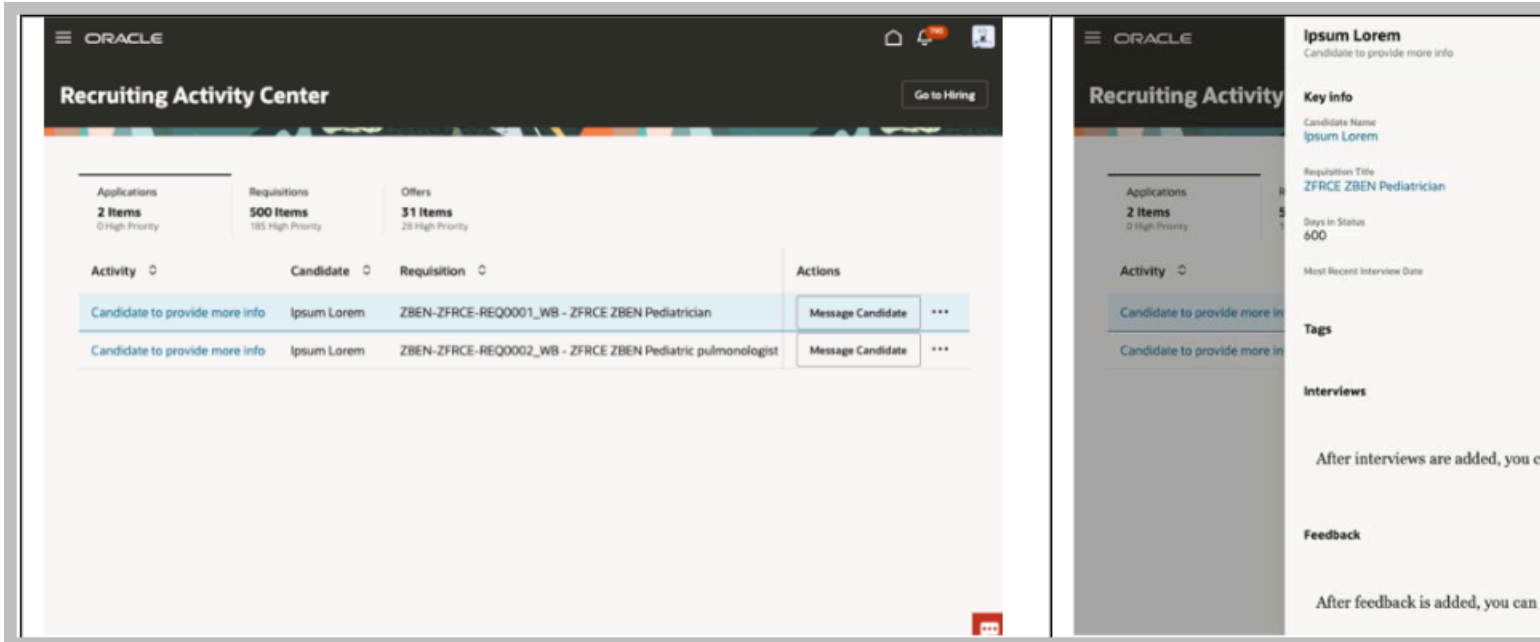 ORACLE
790
Recruiting Activity Center
Go to Hiring
Applications
2 Items
0 High Priority
Requisitions
500 Items
185 High Priority
Offers
31 Items
28 High Priority
Activity Candidate Requisition Actions
Candidate to provide more info Ipsum Lorem ZBEN-ZFRCE-REQ0001_WB - ZFRCE ZBEN Pediatrician Message Candidate
Candidate to provide more info Ipsum Lorem ZBEN-ZFRCE-REQ0002_WB - ZFRCE ZBEN Pediatric pulmonologist Message Candidate
ORACLE
Recruiting Activity
Applications
2 Items
0 High Priority
R
5
1
Activity
Candidate to provide more in
Candidate to provide more in
Ipsum Lorem
Candidate to provide more info
Key info
Candidate Name
Ipsum Lorem
Requisition Title
ZFRCE ZBEN Pediatrician
Days in Status
600
Most Recent Interview Date
Tags
Interviews
After interviews are added, you c
Feedback
After feedback is added, you can